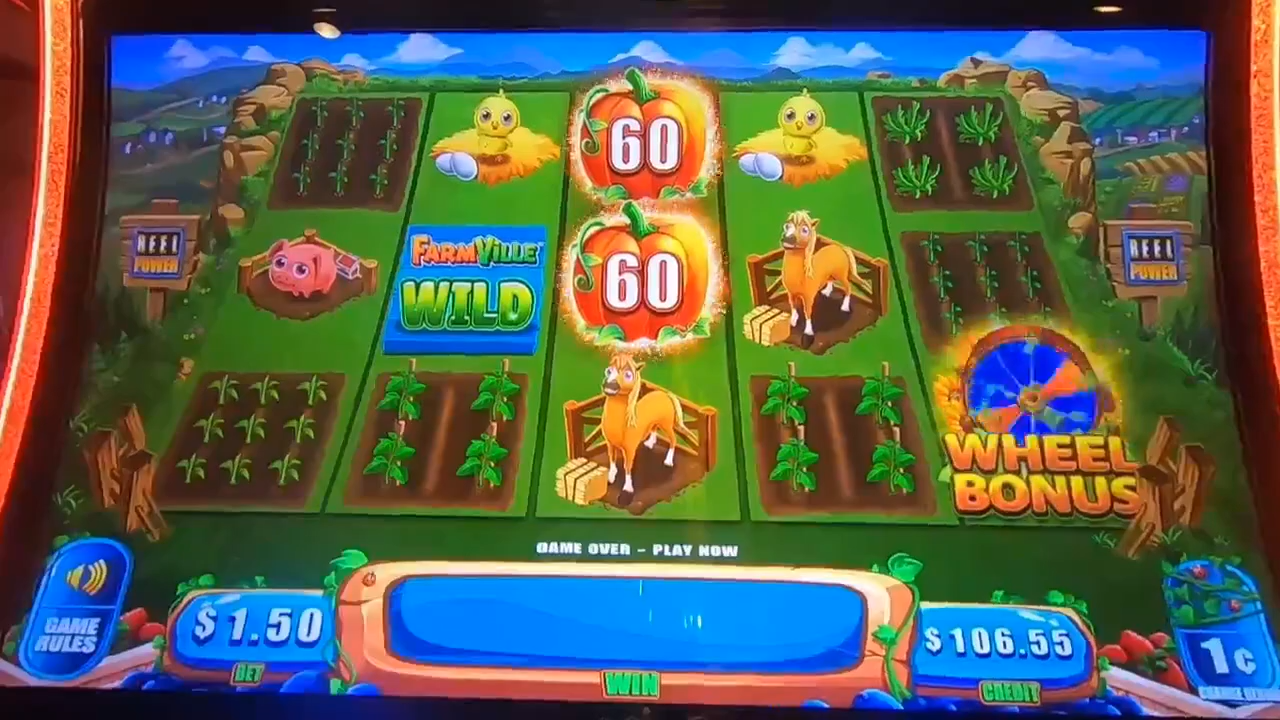 60
REEL
POWER
FARMVILLE
WILD
60
REEL
POWER
WHEEL
BONUS
GAME OVER - PLAY NOW
GAME
RULES
$1.50
BET
WIN
$106.55
CREDIT
1¢